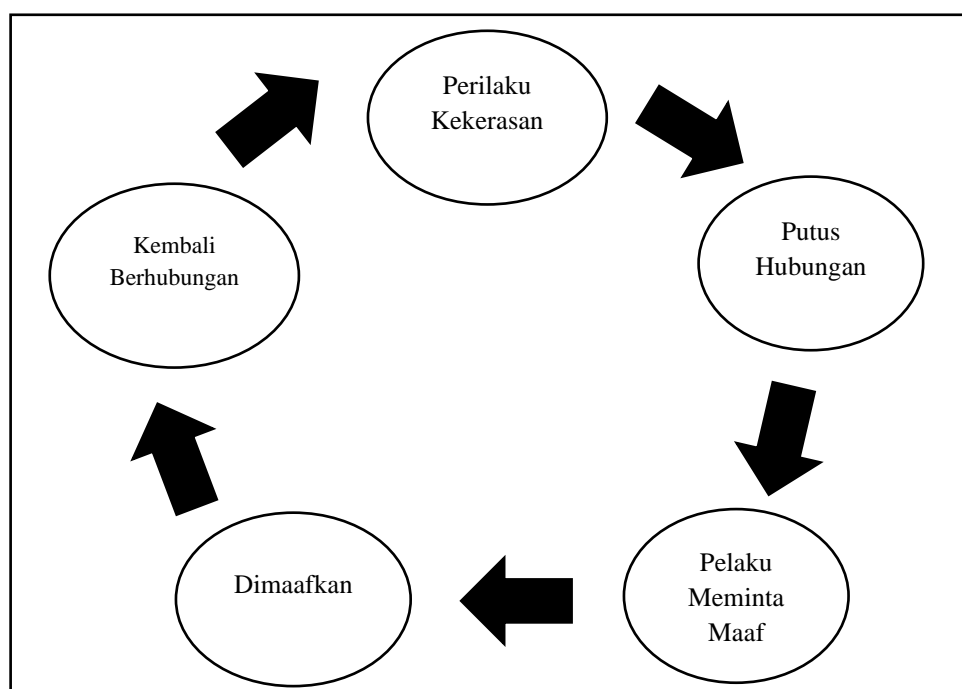 Perilaku
Kekerasan
Putus
Hubungan
Pelaku
Meminta
Maaf
Dimaafkan
Kembali
Berhubungan